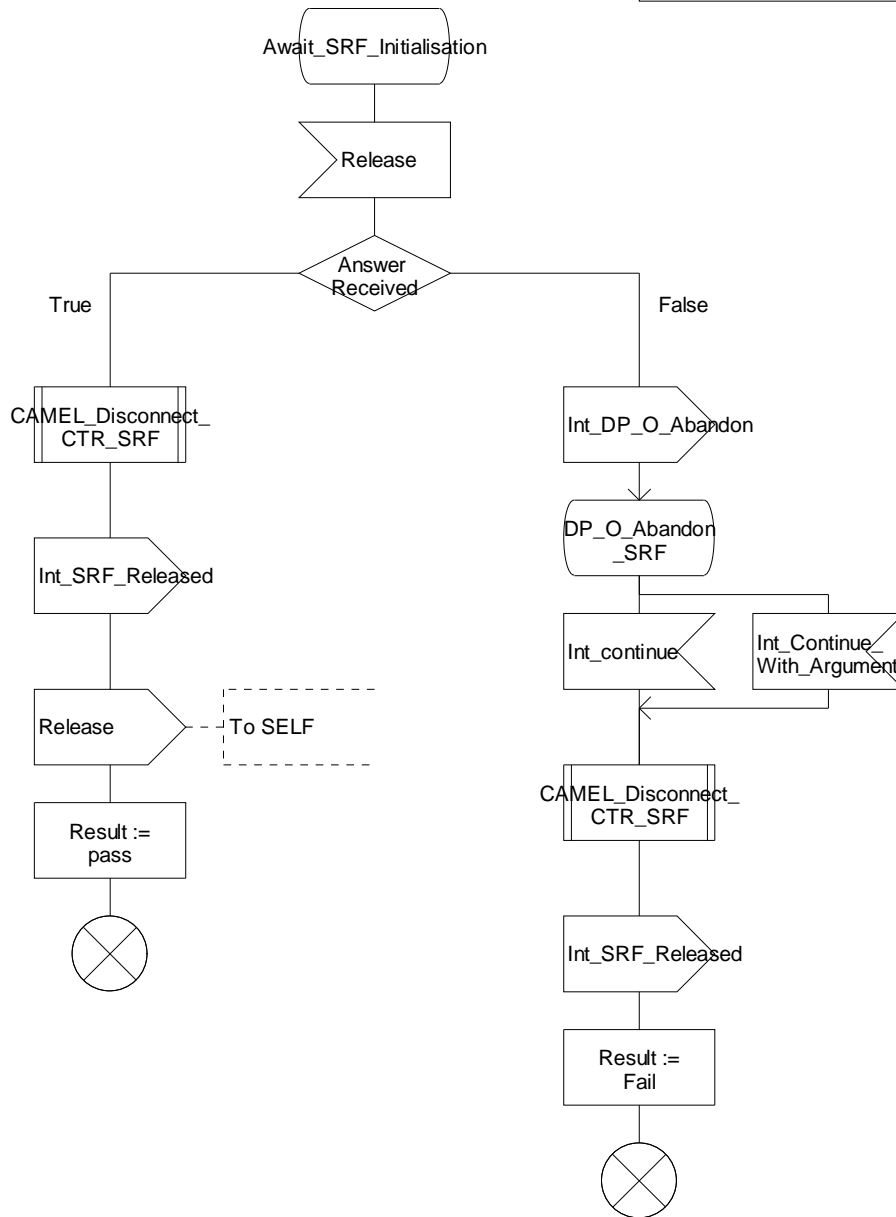 Await_SRF_Initialisation
Release
Answer
Received
True
False
CAMEL_Disconnect_
CTR_SRF
Int_DP_O_Abandon
DP_O_Abandon
_SRF
Int_SRF_Released
Int_continue
Int_Continue_
With_Argument
Release
To SELF
CAMEL_Disconnect_
CTR_SRF
Result :=
pass
Int_SRF_Released
Result :=
Fail